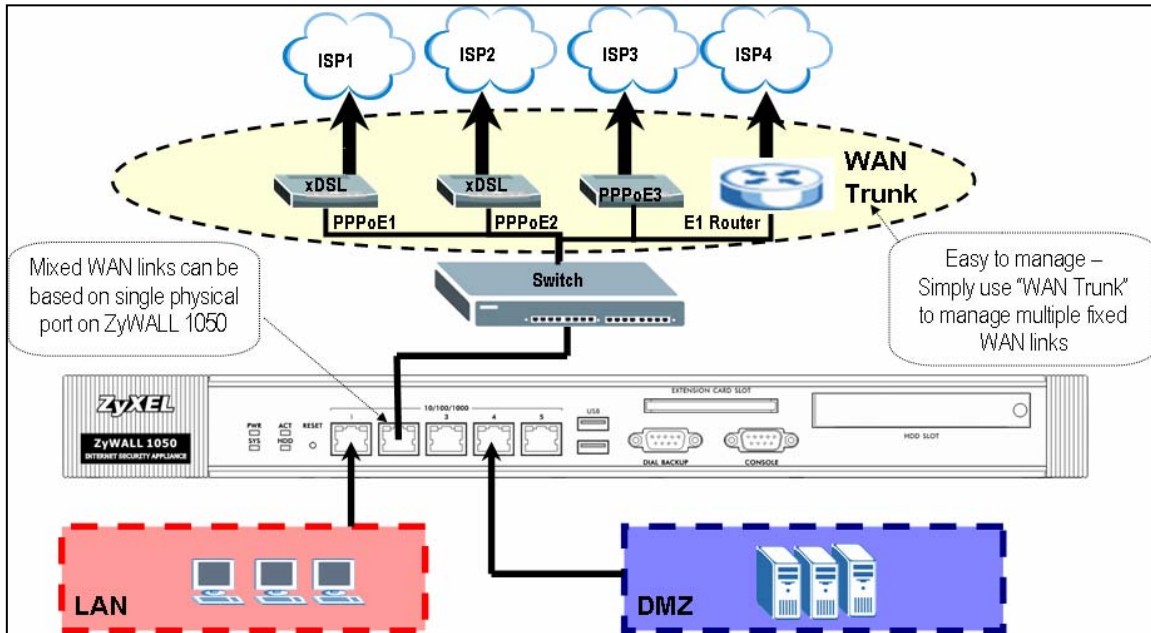 ISP1
ISP2
ISP3
ISP4
WAN
Trunk
xDSL
xDSL
PPPoE3
PPPoE1
PPPoE2
E1 Router
Mixed WAN links can be
based on single physical
port on ZyWALL 1050
Switch
Easy to manage –
Simply use “WAN Trunk”
to manage multiple fixed
WAN links
ZyXEL
ZyWALL 1050
INTERNET SECURITY APPLIANCE
PWR
ACT
RESET
SYS
HDD
10/100/1000
1
3
4
5
USB
EXTENSION CARD SLOT
DIAL BACKUP
CONSOLE
HDD SLOT
LAN
DMZ